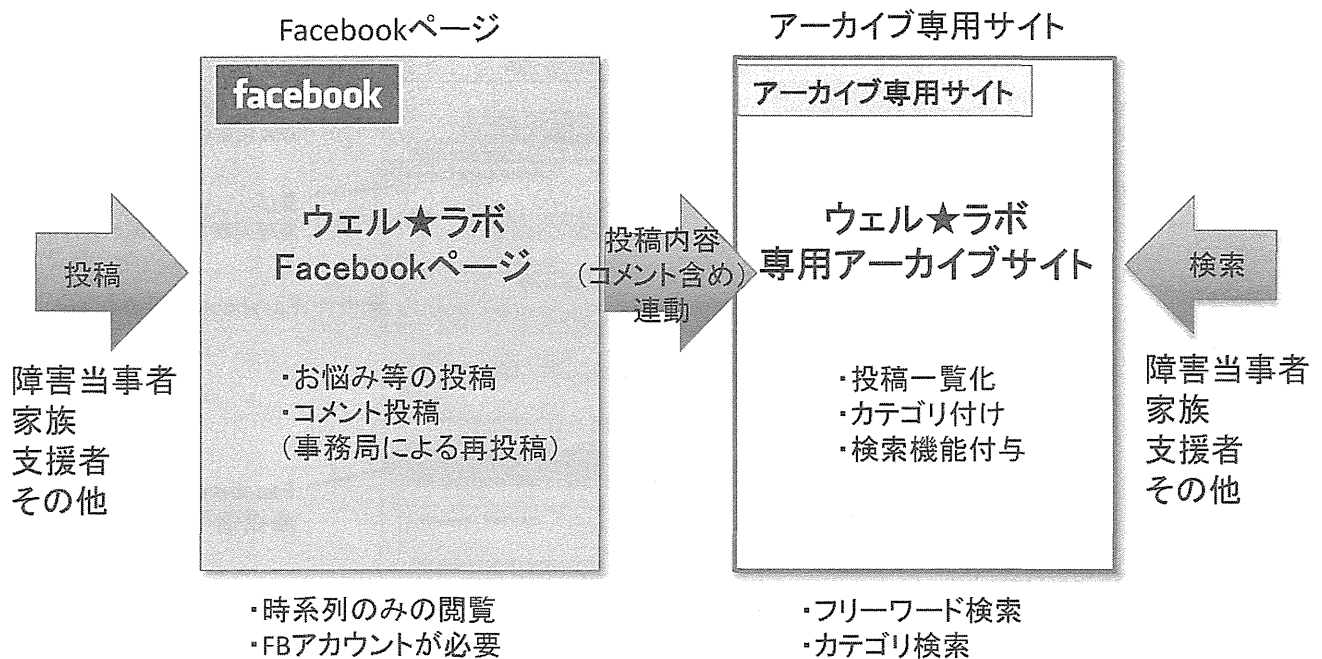 Facebookページ
facebook
ウェル★ラボ
Facebookページ
・お悩み等の投稿
・コメント投稿
（事務局による再投稿）
・時系列のみの閲覧
・FBアカウントが必要
投稿
障害当事者
家族
支援者
その他
投稿内容
（コメント含め）
連動
アーカイブ専用サイト
アーカイブ専用サイト
ウェル★ラボ
専用アーカイブサイト
・投稿一覧化
・カテゴリ付け
・検索機能付与
・フリーワード検索
・カテゴリ検索
検索
障害当事者
家族
支援者
その他